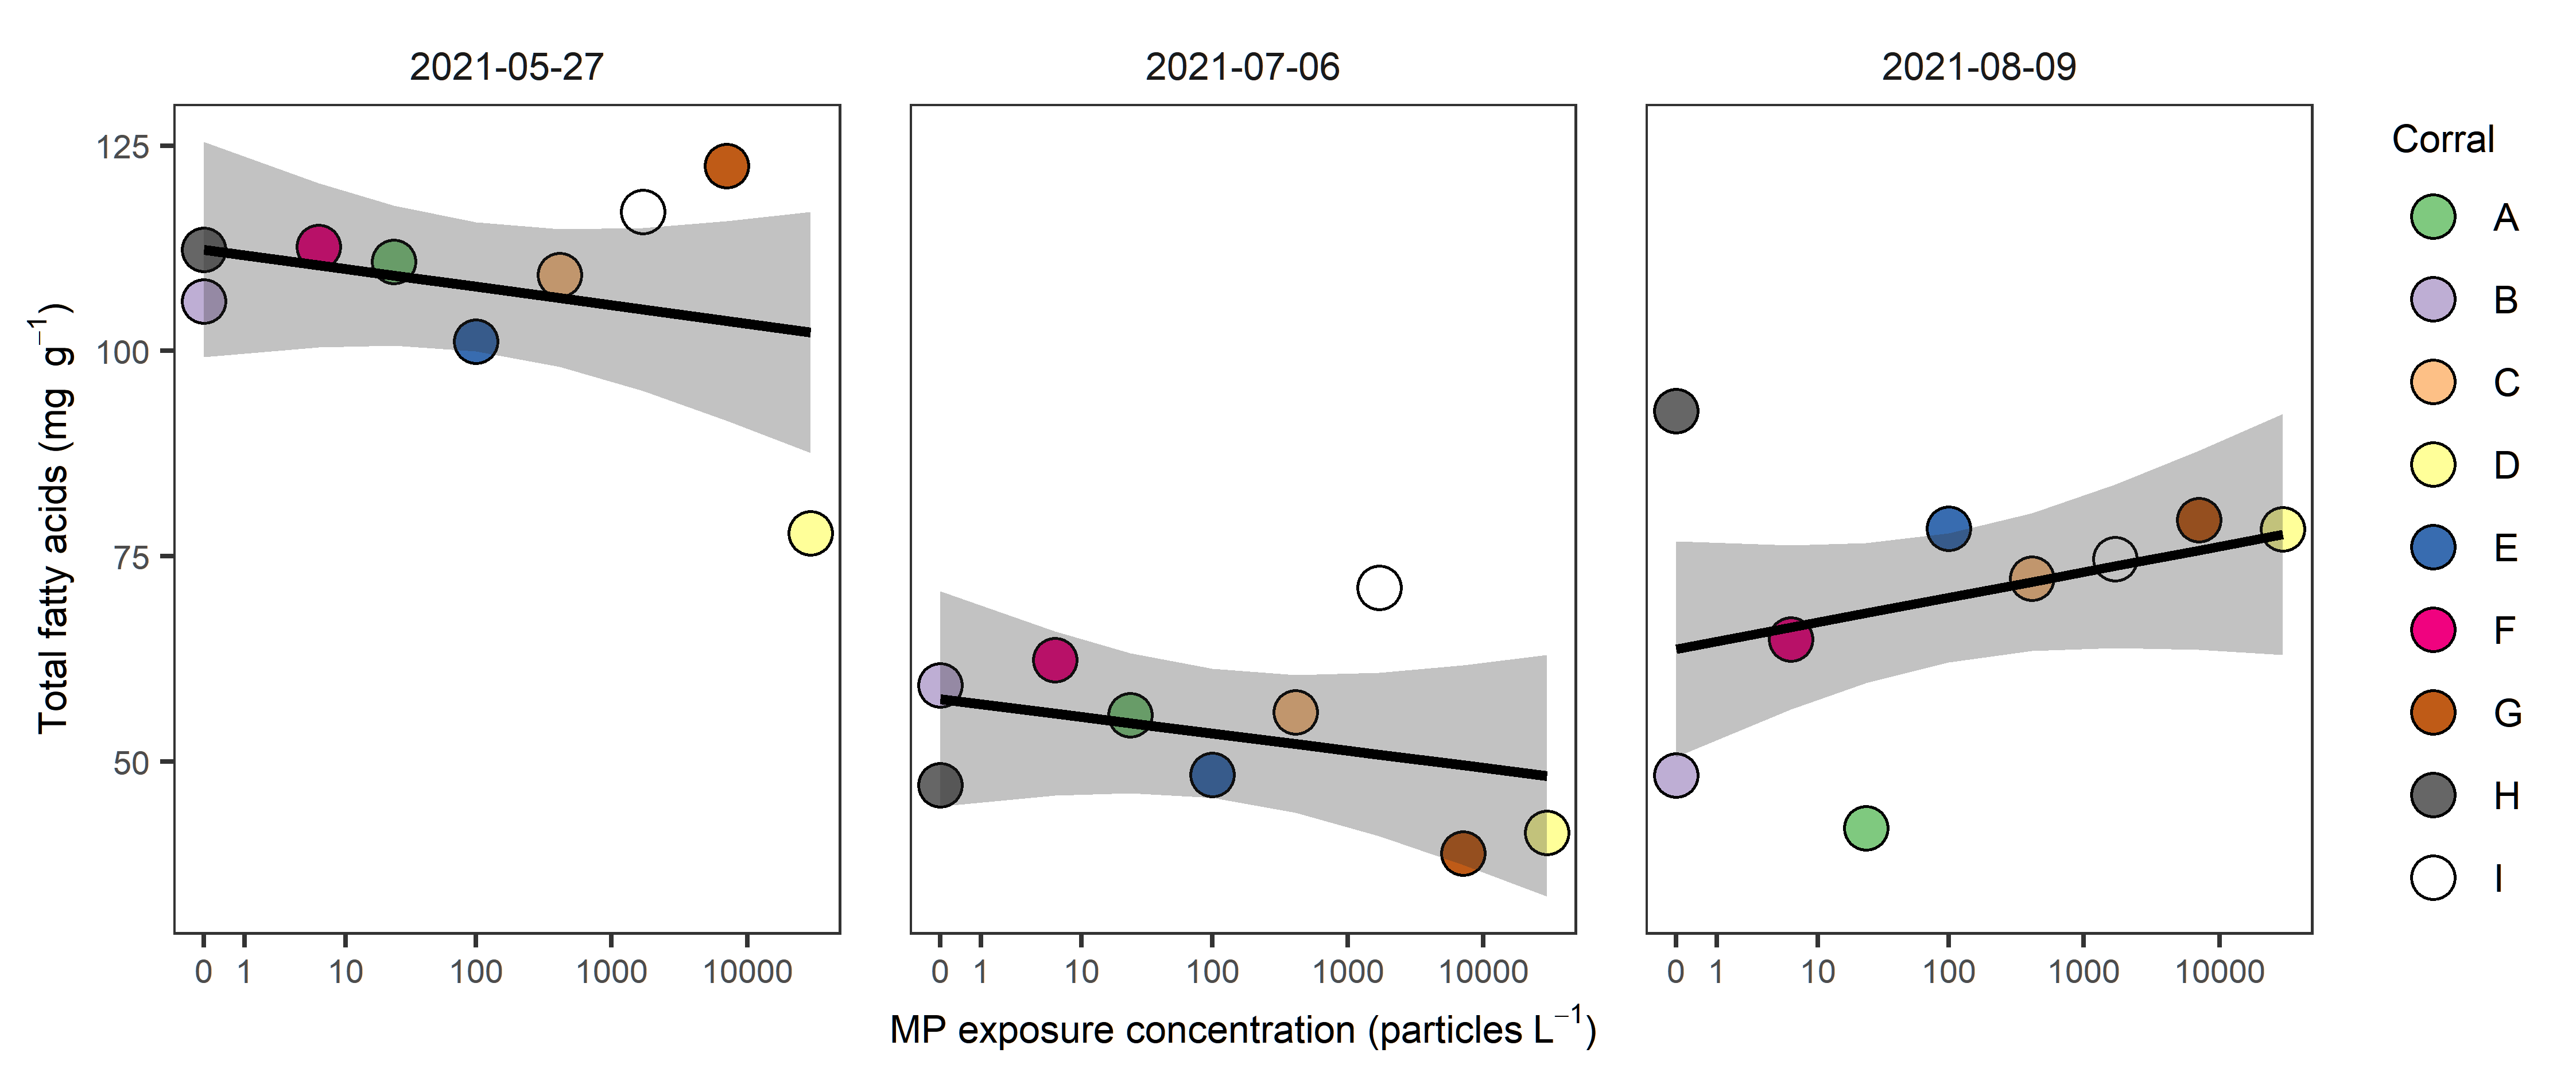 2021-05-27 2021-07-06 2021-08-09
Total fatty acids (mg g⁻¹)
125
100
75
50
0 1 10 100 1000 10000
0 1 10 100 1000 10000
0 1 10 100 1000 10000
MP exposure concentration (particles L⁻¹)
Corral
A
B
C
D
E
F
G
H
I